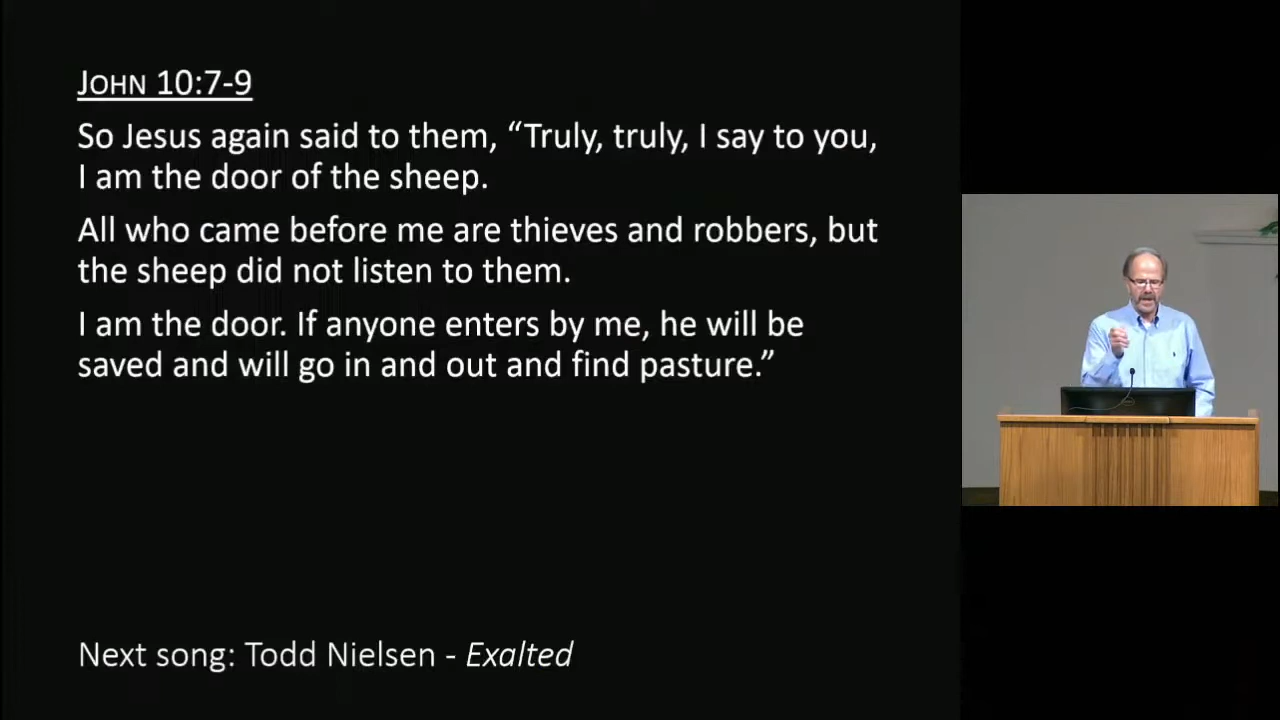 JOHN 10:7-9
So Jesus again said to them, “Truly, truly, I say to you,
I am the door of the sheep.
All who came before me are thieves and robbers, but
the sheep did not listen to them.
I am the door. If anyone enters by me, he will be
saved and will go in and out and find pasture.”
Next song: Todd Nielsen - Exalted